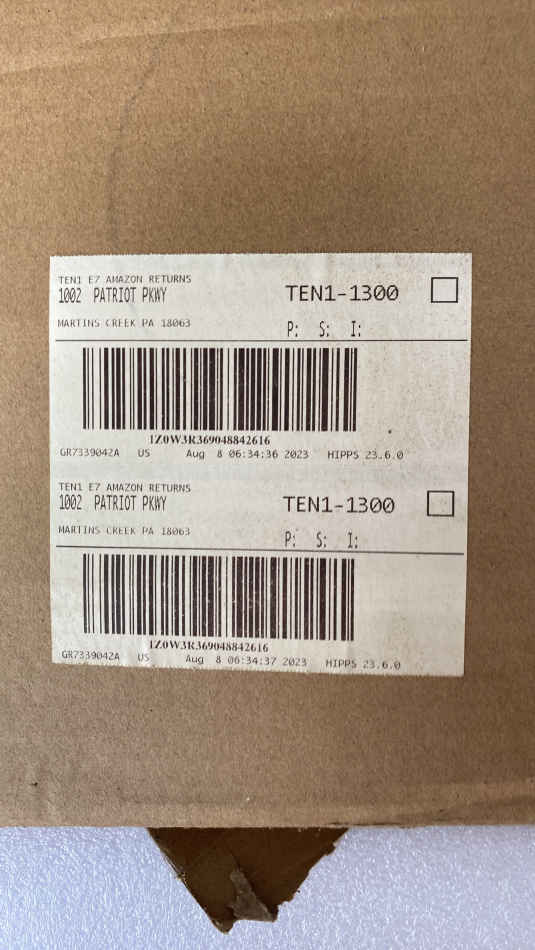 TEN1 E7 AMAZON RETURNS
1002 PATRIOT PKWY
TEN1-1300
MARTINS CREEK PA 18063
P: S: I:
1Z0W3R369048842616
GR7339042A US Aug 8 06:34:36 2023 HIPPS 23.6.0
TEN1 E7 AMAZON RETURNS
1002 PATRIOT PKWY
TEN1-1300
MARTINS CREEK PA 18063
P: S: I:
1Z0W3R369048842616
GR7339042A US Aug 8 06:34:37 2023 HIPPS 23.6.0